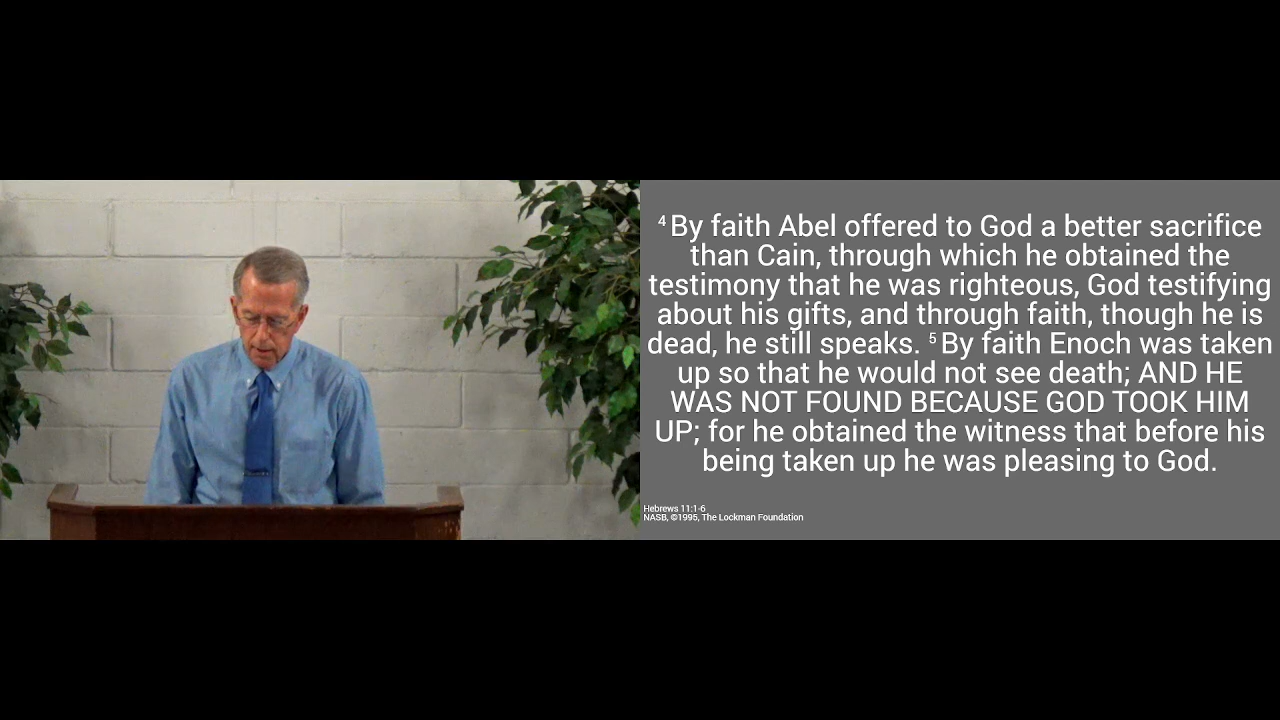 4 By faith Abel offered to God a better sacrifice
than Cain, through which he obtained the
testimony that he was righteous, God testifying
about his gifts, and through faith, though he is
dead, he still speaks. 5 By faith Enoch was taken
up so that he would not see death; AND HE
WAS NOT FOUND BECAUSE GOD TOOK HIM
UP; for he obtained the witness that before his
being taken up he was pleasing to God.
Hebrews 11:1-6
NASB, ©1995, The Lockman Foundation